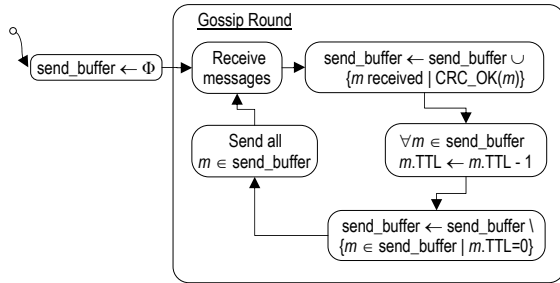 Gossip Round
send_buffer ← Φ
Receive
messages
send_buffer ← send_buffer ∪
{m received | CRC_OK(m)}
∀m ∈ send_buffer
m.TTL ← m.TTL - 1
send_buffer ← send_buffer \
{m ∈ send_buffer | m.TTL=0}
Send all
m ∈ send_buffer